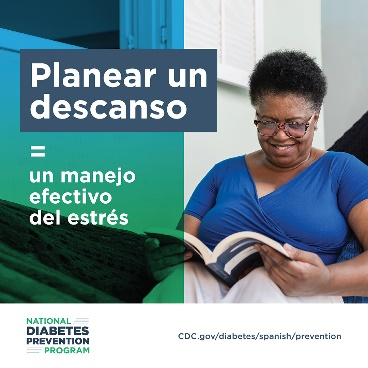 Planear un
descanso
=
un manejo
efectivo
del estrés
NATIONAL
DIABETES
PREVENTION
PROGRAM
CDC.gov/diabetes/spanish/prevention